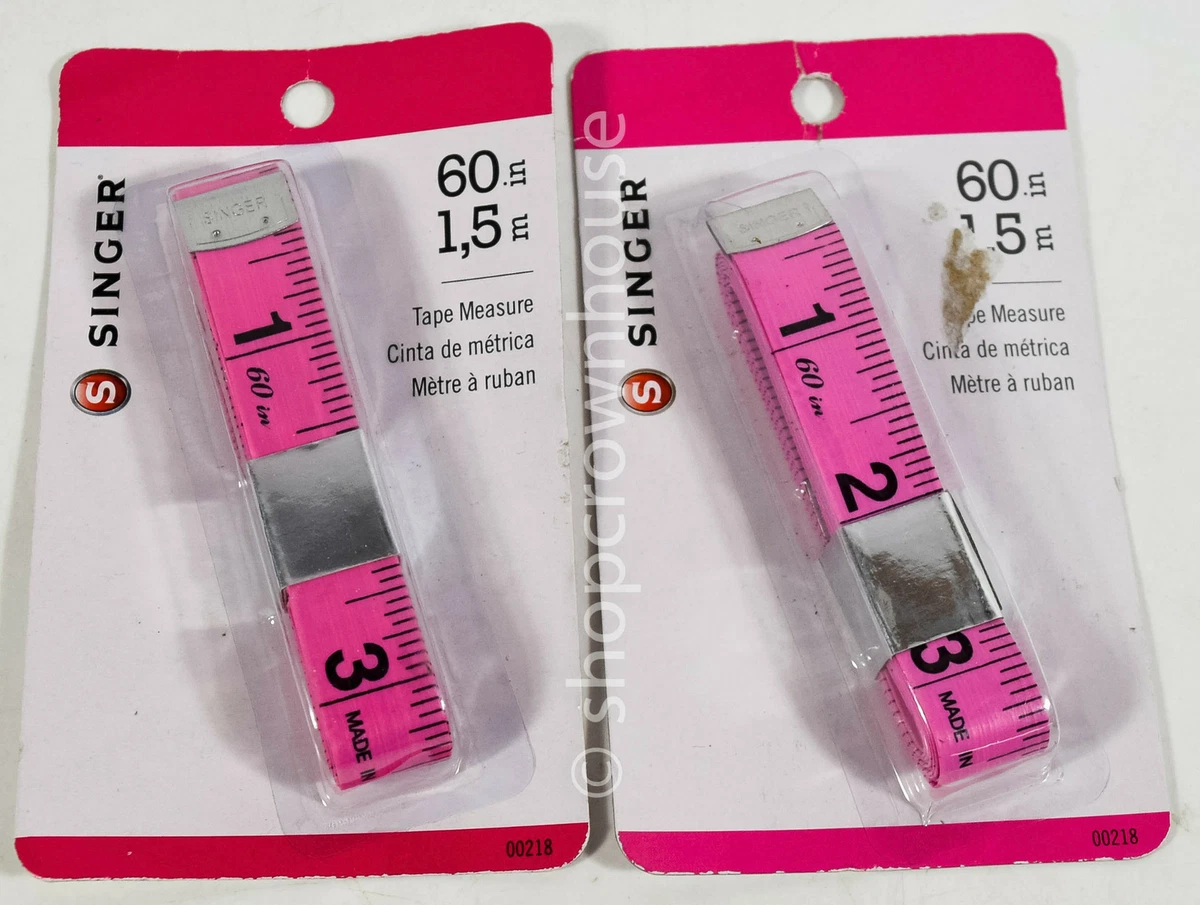 SINGER
S
60 in
1,5 m
Tape Measure
Cinta de métrica
Mètre à ruban
SINGER
1
60 in
3
MADE IN
00218
SINGER
S
60 in
.5 m
pe Measure
Cinta de métrica
Mètre à ruban
SINGER
1
60 in
2
3
MADE IN
00218
© shopcrownhouse